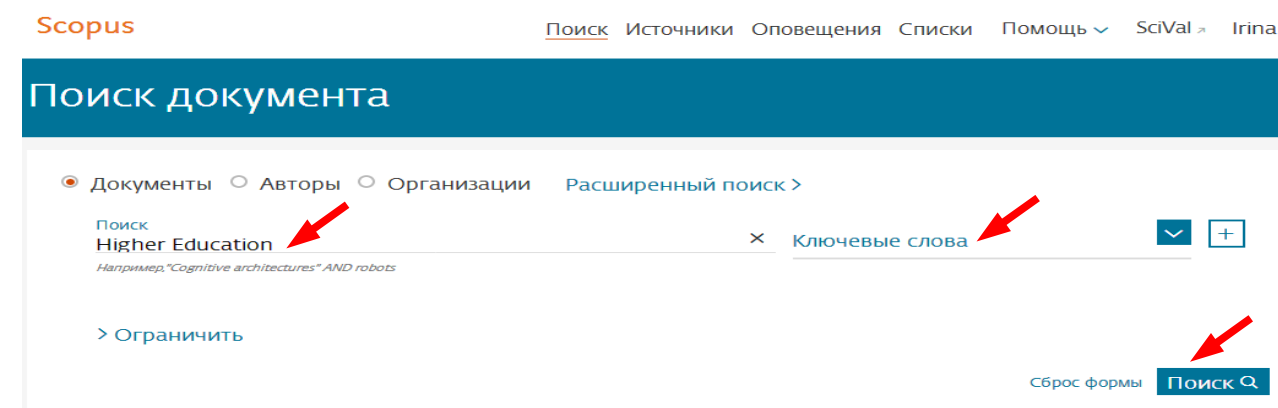 Scopus
Поиск Источники Оповещения Списки Помощь SciVal Irina
Поиск документа
Документы Авторы Организации Расширенный поиск >
Поиск
Higher Education × Ключевые слова +
Например,"Cognitive architectures" AND robots
> Ограничить
Сброс формы Поиск